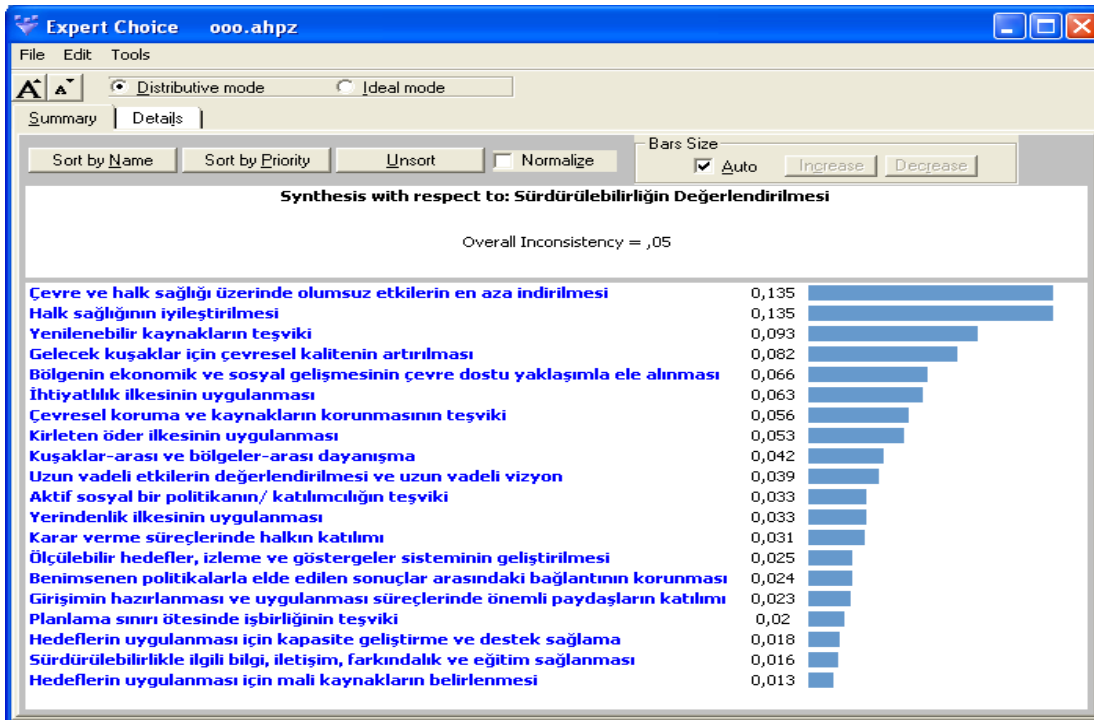 Expert Choice ooo.ahpz
File Edit Tools
A A Distributive mode Ideal mode
Summary Details
Bars Size
Sort by Name Sort by Priority Unsort Normalize Auto Increase Decrease
Synthesis with respect to: Sürdürülebilirliğin Değerlendirilmesi
Overall Inconsistency = ,05
Çevre ve halk sağlığı üzerinde olumsuz etkilerin en aza indirilmesi 0,135
Halk sağlığının iyileştirilmesi 0,135
Yenilenebilir kaynakların teşviki 0,093
Gelecek kuşaklar için çevresel kalitenin artırılması 0,082
Bölgenin ekonomik ve sosyal gelişmesinin çevre dostu yaklaşımla ele alınması 0,066
İhtiyatlılık ilkesinin uygulanması 0,063
Çevresel koruma ve kaynakların korunmasının teşviki 0,056
Kirleten öder ilkesinin uygulanması 0,053
Kuşaklar-arası ve bölgeler-arası dayanışma 0,042
Uzun vadeli etkilerin değerlendirilmesi ve uzun vadeli vizyon 0,039
Aktif sosyal bir politikanın/ katılımcılığın teşviki 0,033
Yerindenlik ilkesinin uygulanması 0,033
Karar verme süreçlerinde halkın katılımı 0,031
Ölçülebilir hedefler, izleme ve göstergeler sisteminin geliştirilmesi 0,025
Benimsenen politikalarla elde edilen sonuçlar arasındaki bağlantının korunması 0,024
Girişimin hazırlanması ve uygulanması süreçlerinde önemli paydaşların katılımı 0,023
Planlama sınırı ötesinde işbirliğinin teşviki 0,02
Hedeflerin uygulanması için kapasite geliştirme ve destek sağlama 0,018
Sürdürülebilirlikle ilgili bilgi, iletişim, farkındalık ve eğitim sağlanması 0,016
Hedeflerin uygulanması için mali kaynakların belirlenmesi 0,013